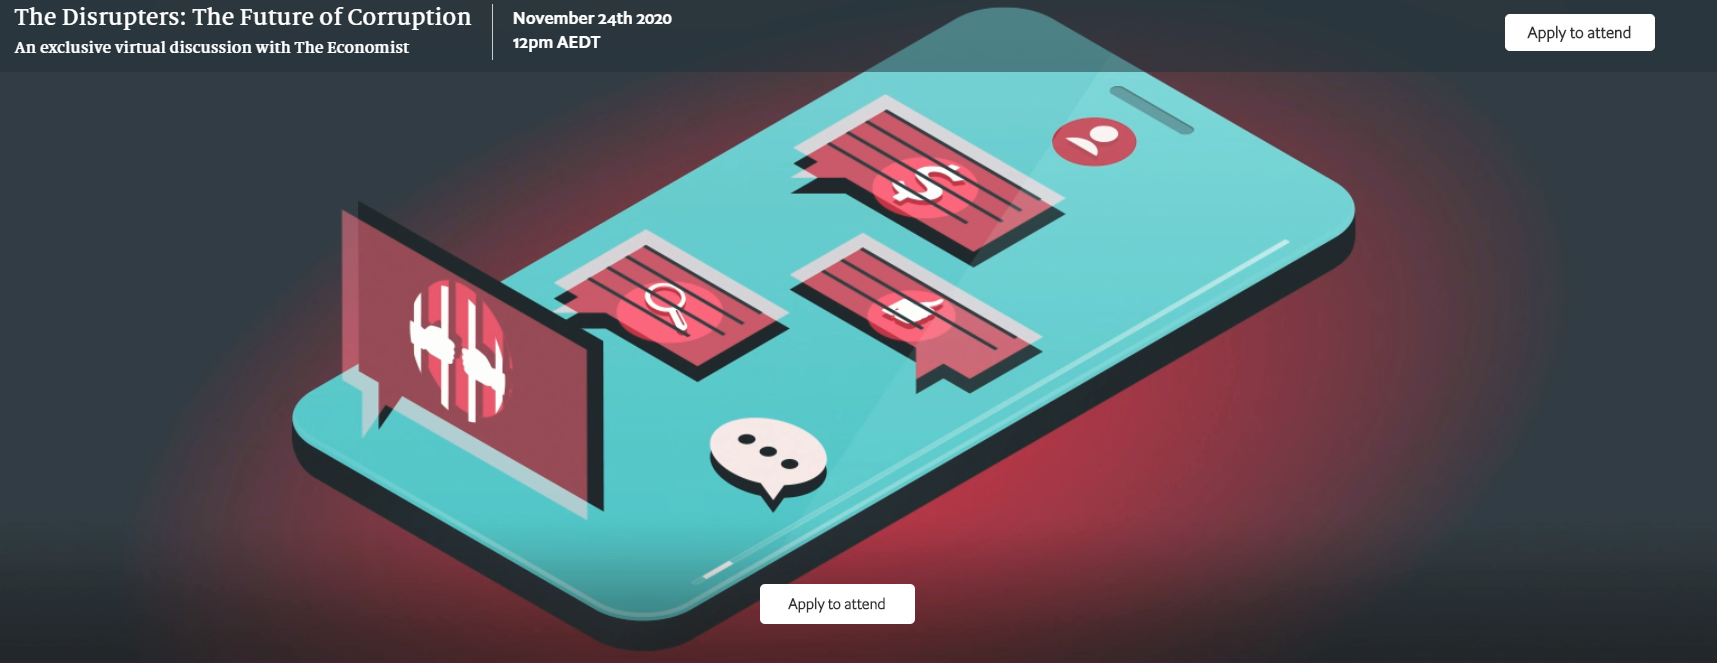 The Disrupters: The Future of Corruption
An exclusive virtual discussion with The Economist
November 24th 2020
12pm AEDT
Apply to attend
Apply to attend